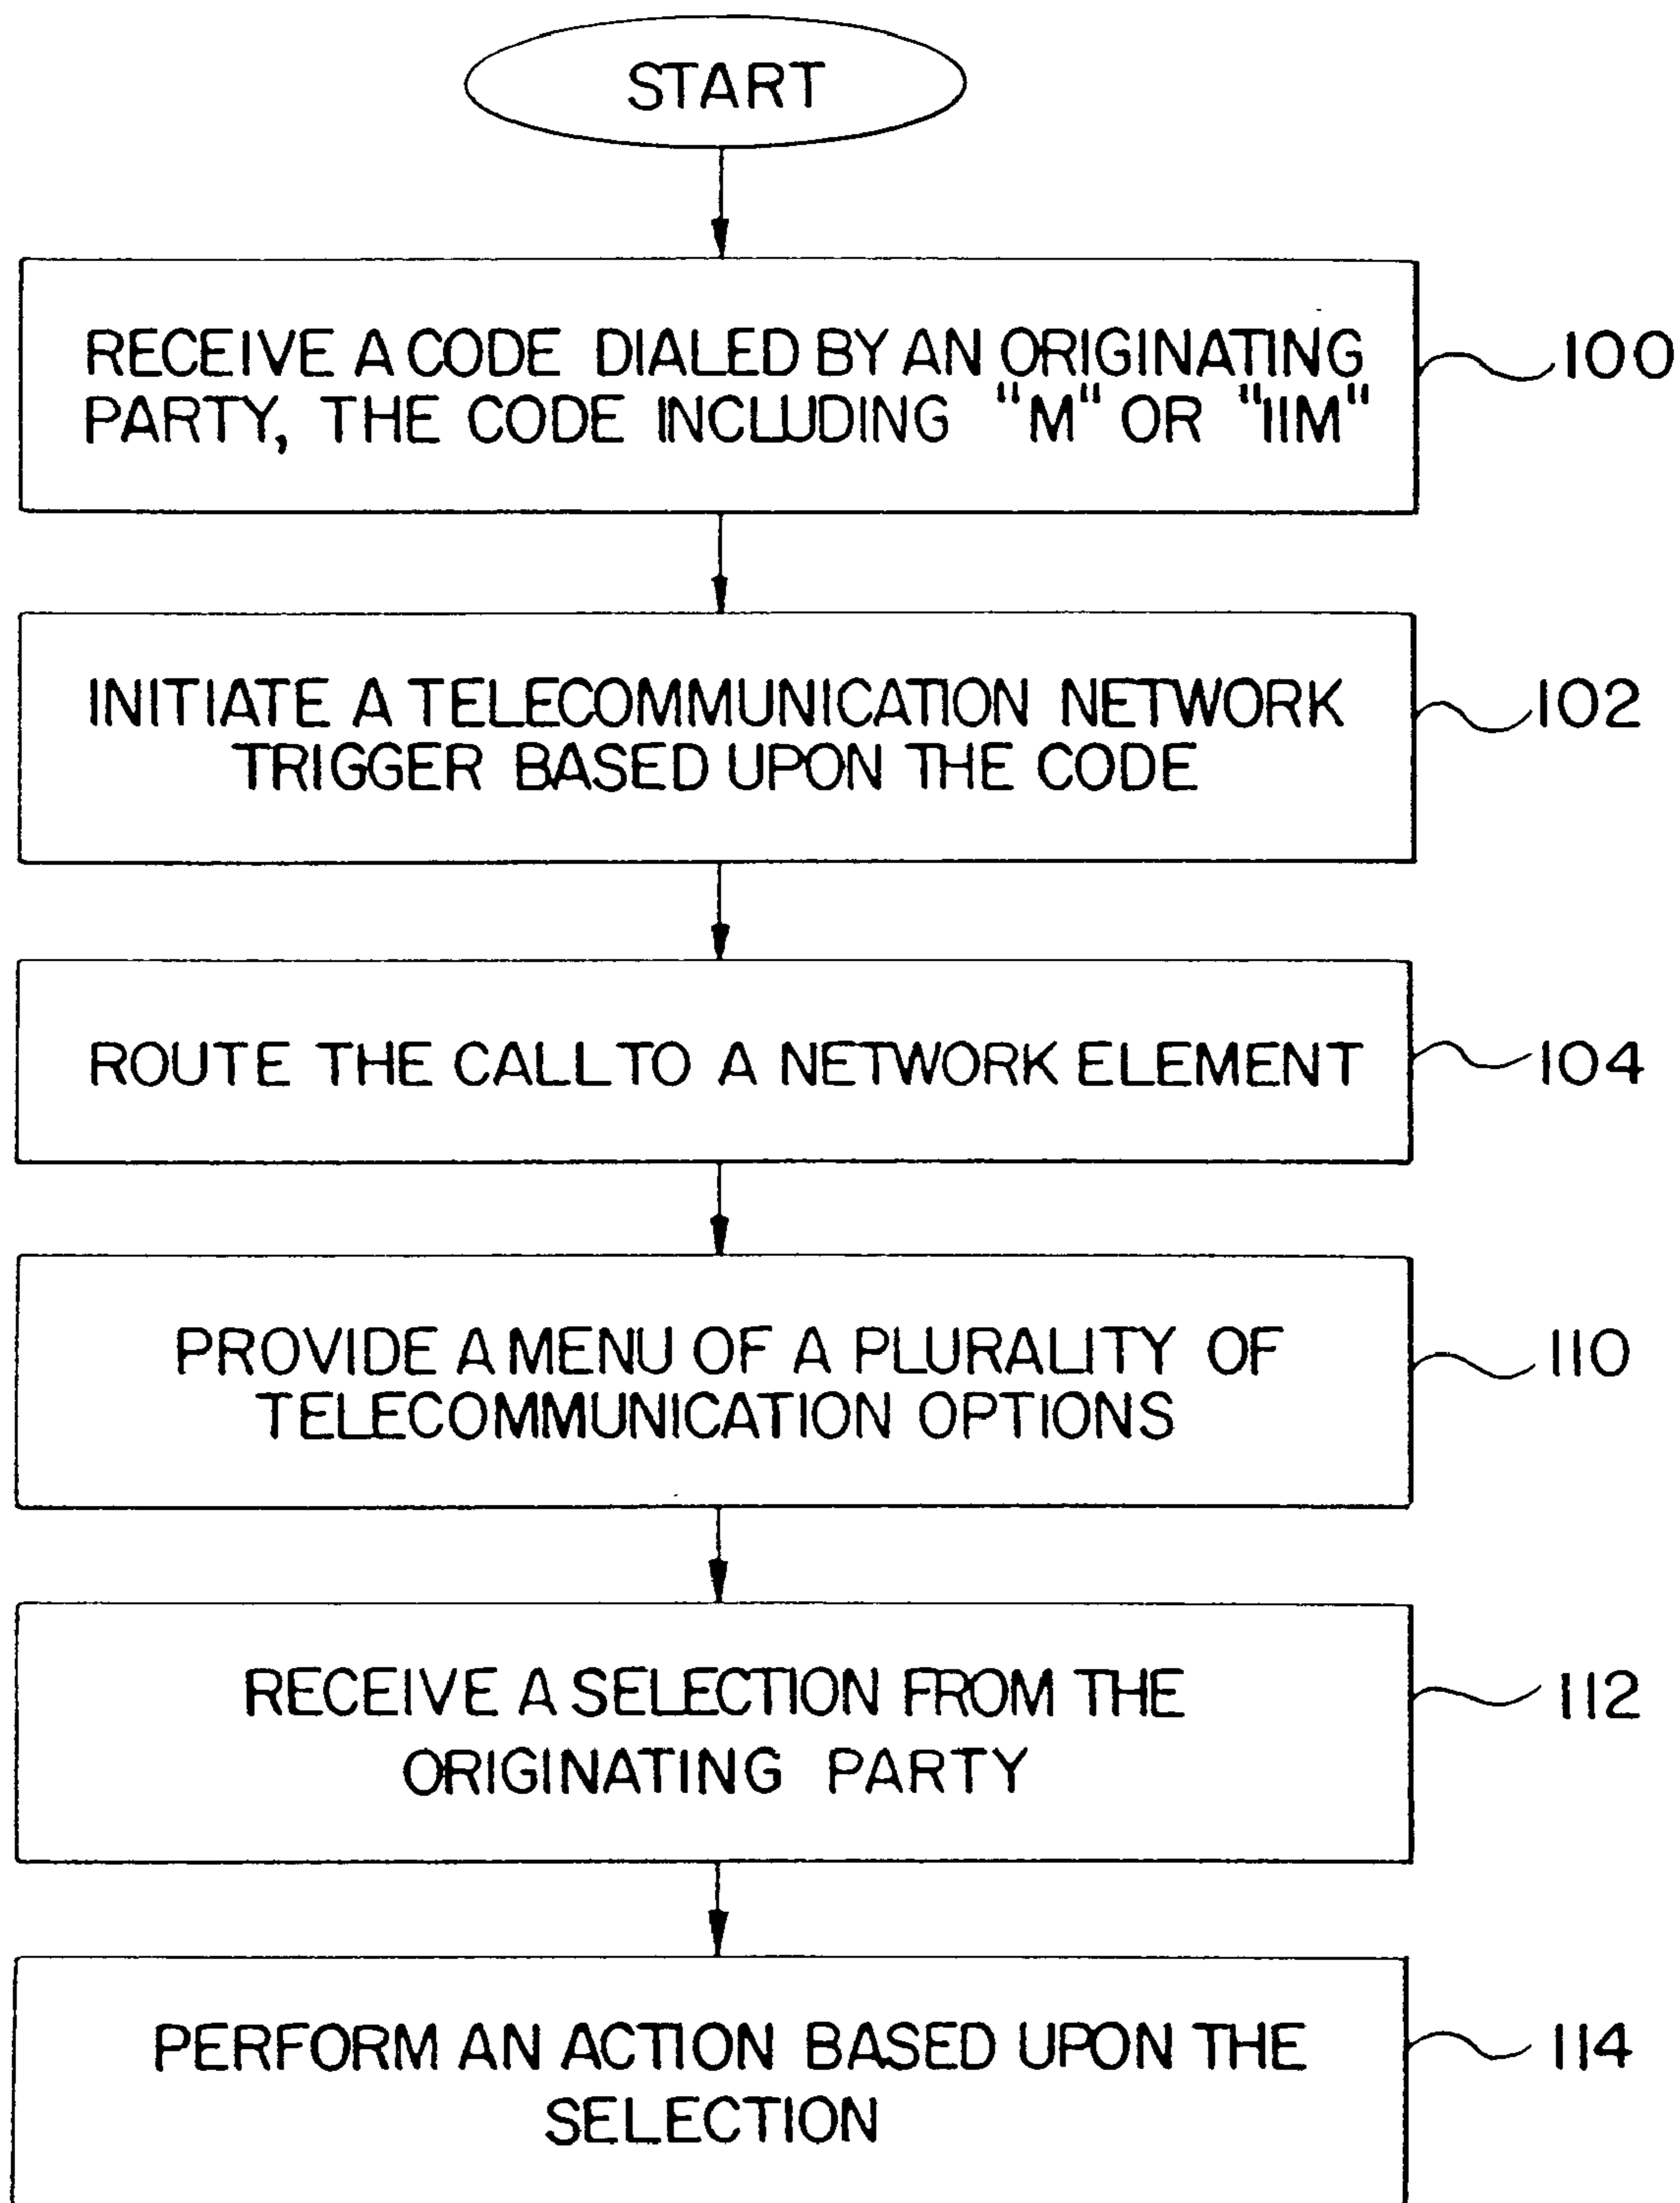 START
RECEIVE A CODE DIALED BY AN ORIGINATING
PARTY, THE CODE INCLUDING "M" OR "11M"
100
INITIATE A TELECOMMUNICATION NETWORK
TRIGGER BASED UPON THE CODE
102
ROUTE THE CALL TO A NETWORK ELEMENT
104
PROVIDE A MENU OF A PLURALITY OF
TELECOMMUNICATION OPTIONS
110
RECEIVE A SELECTION FROM THE
ORIGINATING PARTY
112
PERFORM AN ACTION BASED UPON THE
SELECTION
114